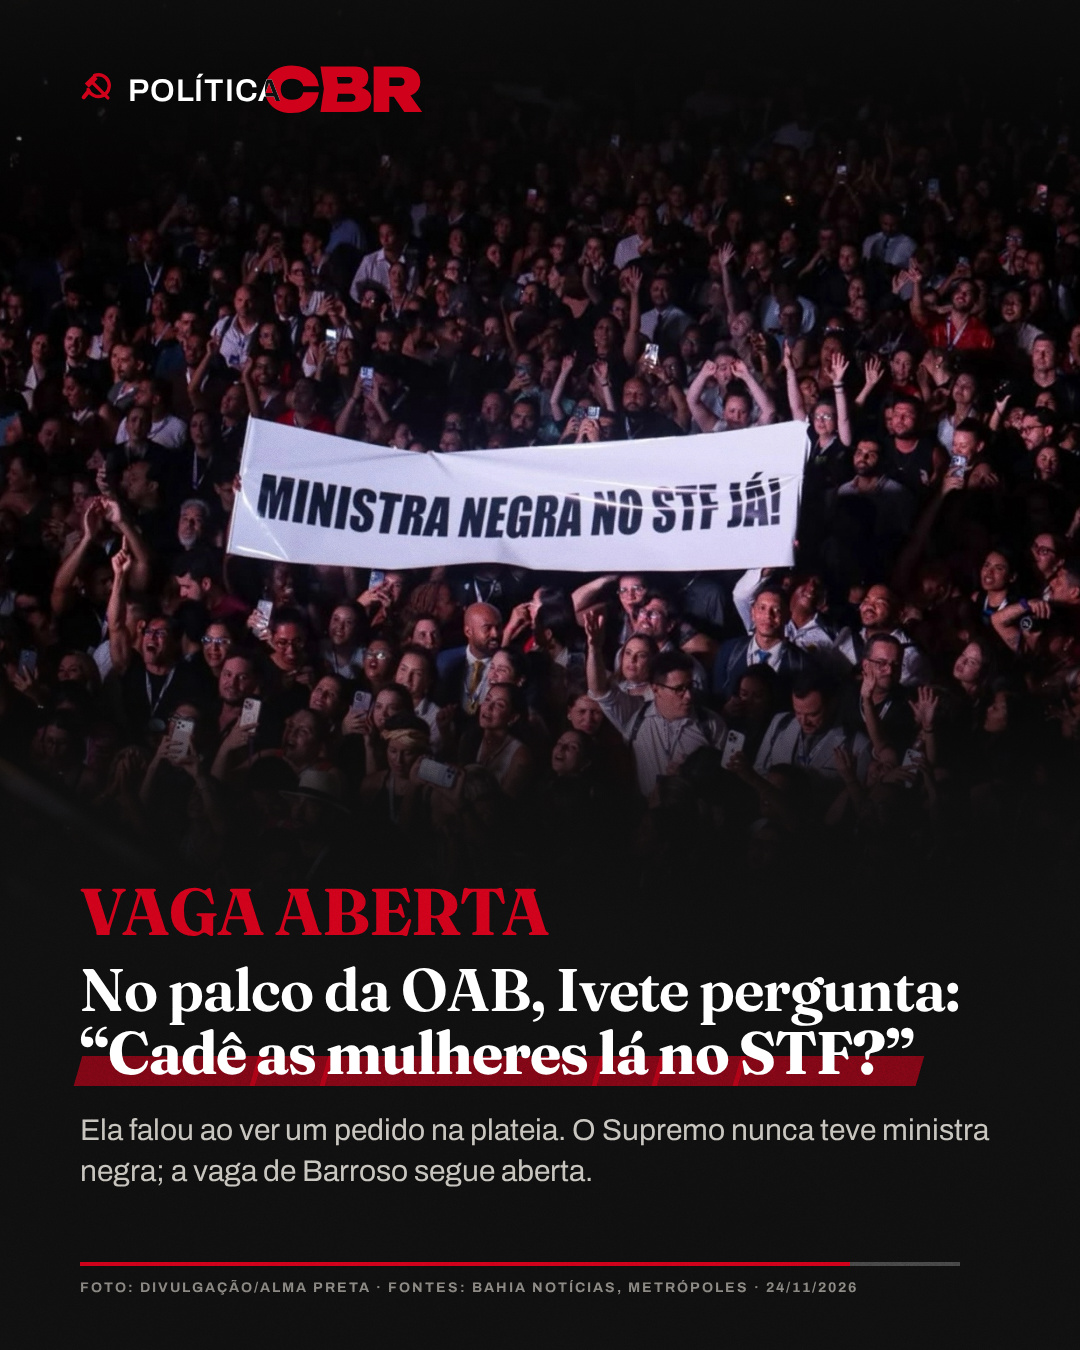 POLÍTICA CBR
MINISTRA NEGRA NO STF JÁ!
VAGA ABERTA
No palco da OAB, Ivete pergunta:
“Cadê as mulheres lá no STF?”
Ela falou ao ver um pedido na plateia. O Supremo nunca teve ministra
negra; a vaga de Barroso segue aberta.
FOTO: DIVULGAÇÃO/ALMA PRETA · FONTES: BAHIA NOTÍCIAS, METRÓPOLES · 24/11/2026